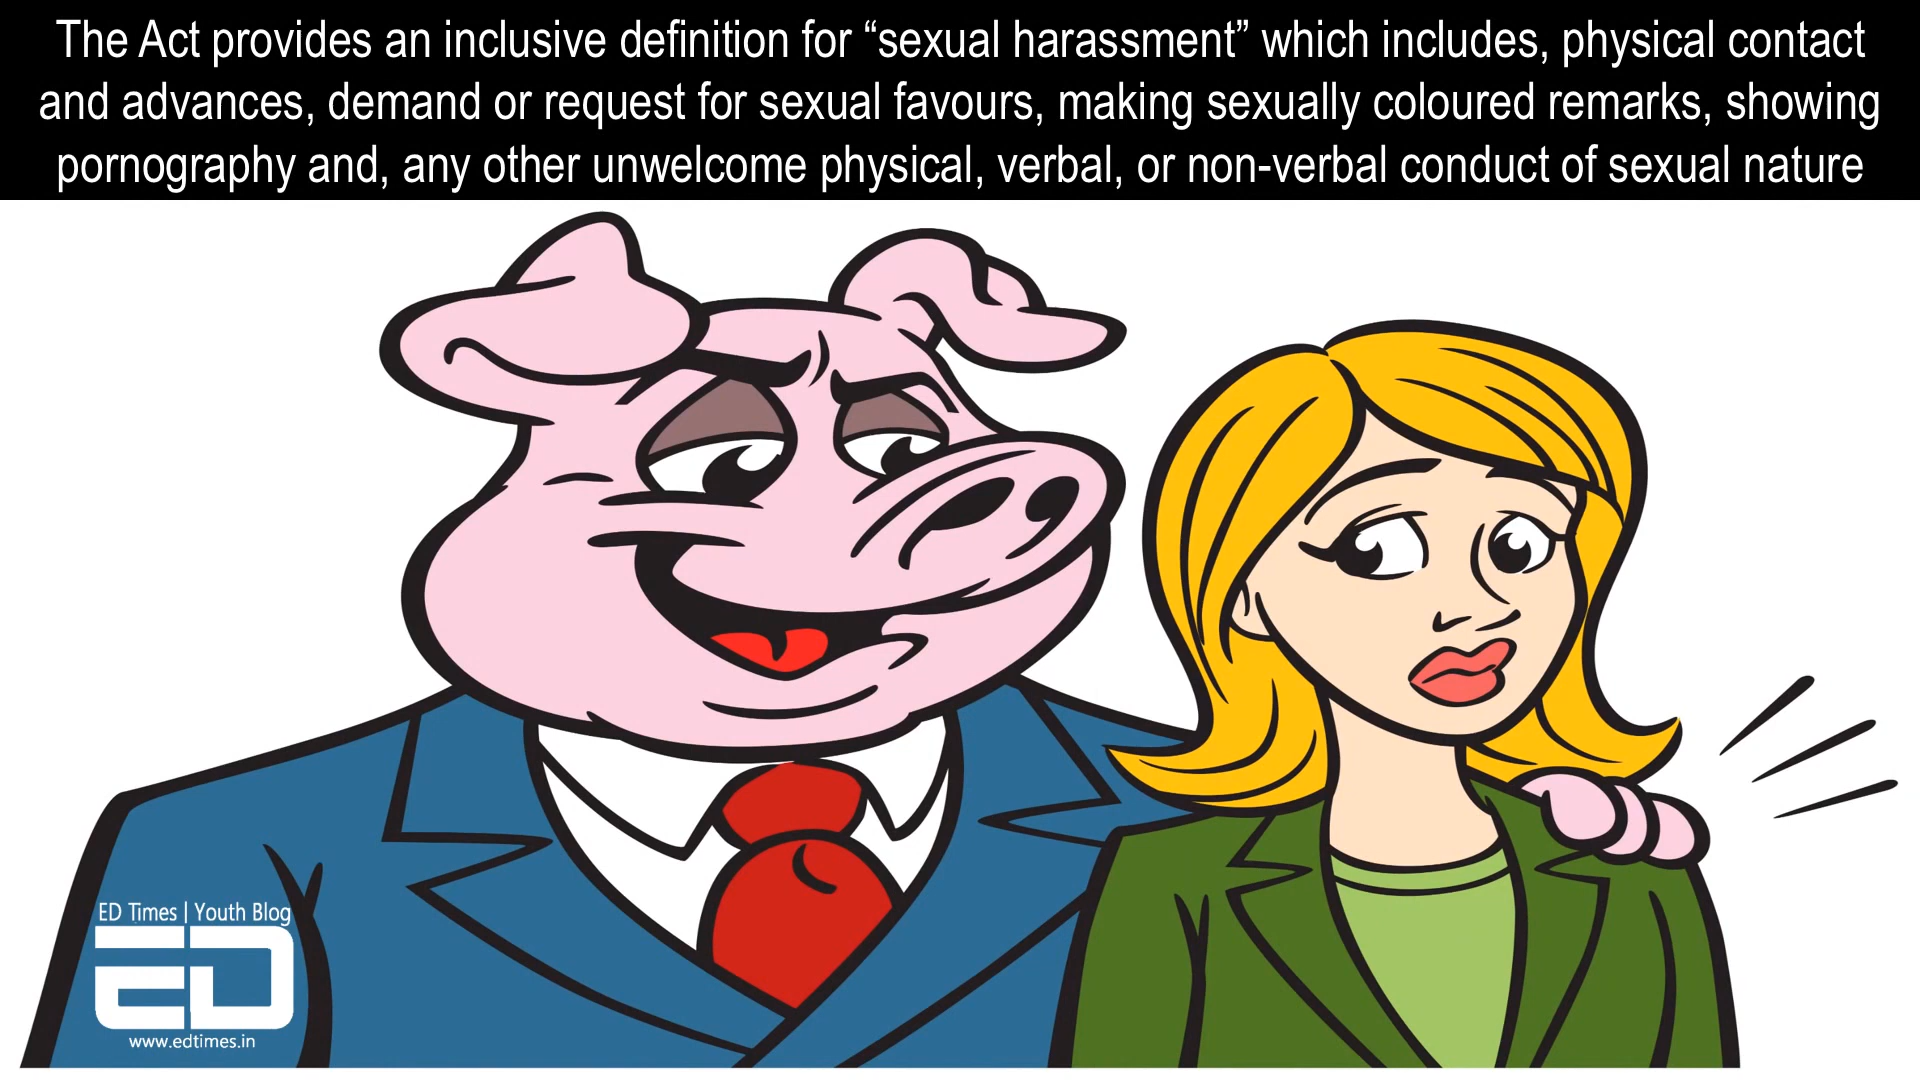 The Act provides an inclusive definition for “sexual harassment” which includes, physical contact
and advances, demand or request for sexual favours, making sexually coloured remarks, showing
pornography and, any other unwelcome physical, verbal, or non-verbal conduct of sexual nature
ED Times | Youth Blog
ED
www.edtimes.in